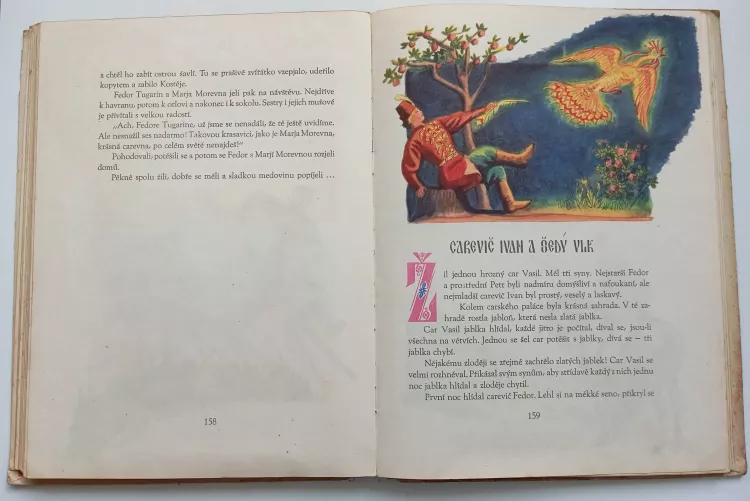 a chtěl ho zabít ostrou šavlí. Tu se prašivé zvířátko vzepjalo, udeřilo
kopytem a zabilo Kostěje.
Fedor Tugarin a Marja Morevna jeli pak na návštěvu. Nejdříve
k havranu, potom k orlovi a nakonec i k sokolu. Sestry i jejich mužové
je přivítali s velkou radostí.
„Ach, Fedore Tugarine, už jsme se nenadáli, že tě ještě uvidíme.
Ale nesnažil ses nadarmo! Takovou krasavici, jako je Marja Morevna,
krásná carevna, po celém světě nenajdeš!“
Pohodovali, potěšili se a potom se Fedor s Marjí Morevnou rozjeli
domů.
Pěkně spolu žili, dobře se měli a sladkou medovinu popíjeli ...
158
CAREVIČ IVAN A ŠEDÝ VLK
Žil jednou hrozný car Vasil. Měl tři syny. Nejstarší Fedor
a prostřední Petr byli nadmíru domýšliví a nafoukaní, ale
nejmladší carevič Ivan byl prostý, veselý a laskavý.
Kolem carského paláce byla krásná zahrada. V té za-
hradě rostla jabloň, která nesla zlatá jablka.
Car Vasil jablka hlídal, každé jitro je počítal, díval se, jsou-li
všechna na větvích. Jednou se šel car potěšit s jablky, dívá se — tři
jablka chybí.
Nějakému zloději se zřejmě zachtělo zlatých jablek! Car Vasil se
velmi rozhněval. Přikázal svým synům, aby střídavě každý z nich jednu
noc jablka hlídal a zloděje chytil.
První noc hlídal carevič Fedor. Lehl si na měkké seno, přikryl se
159